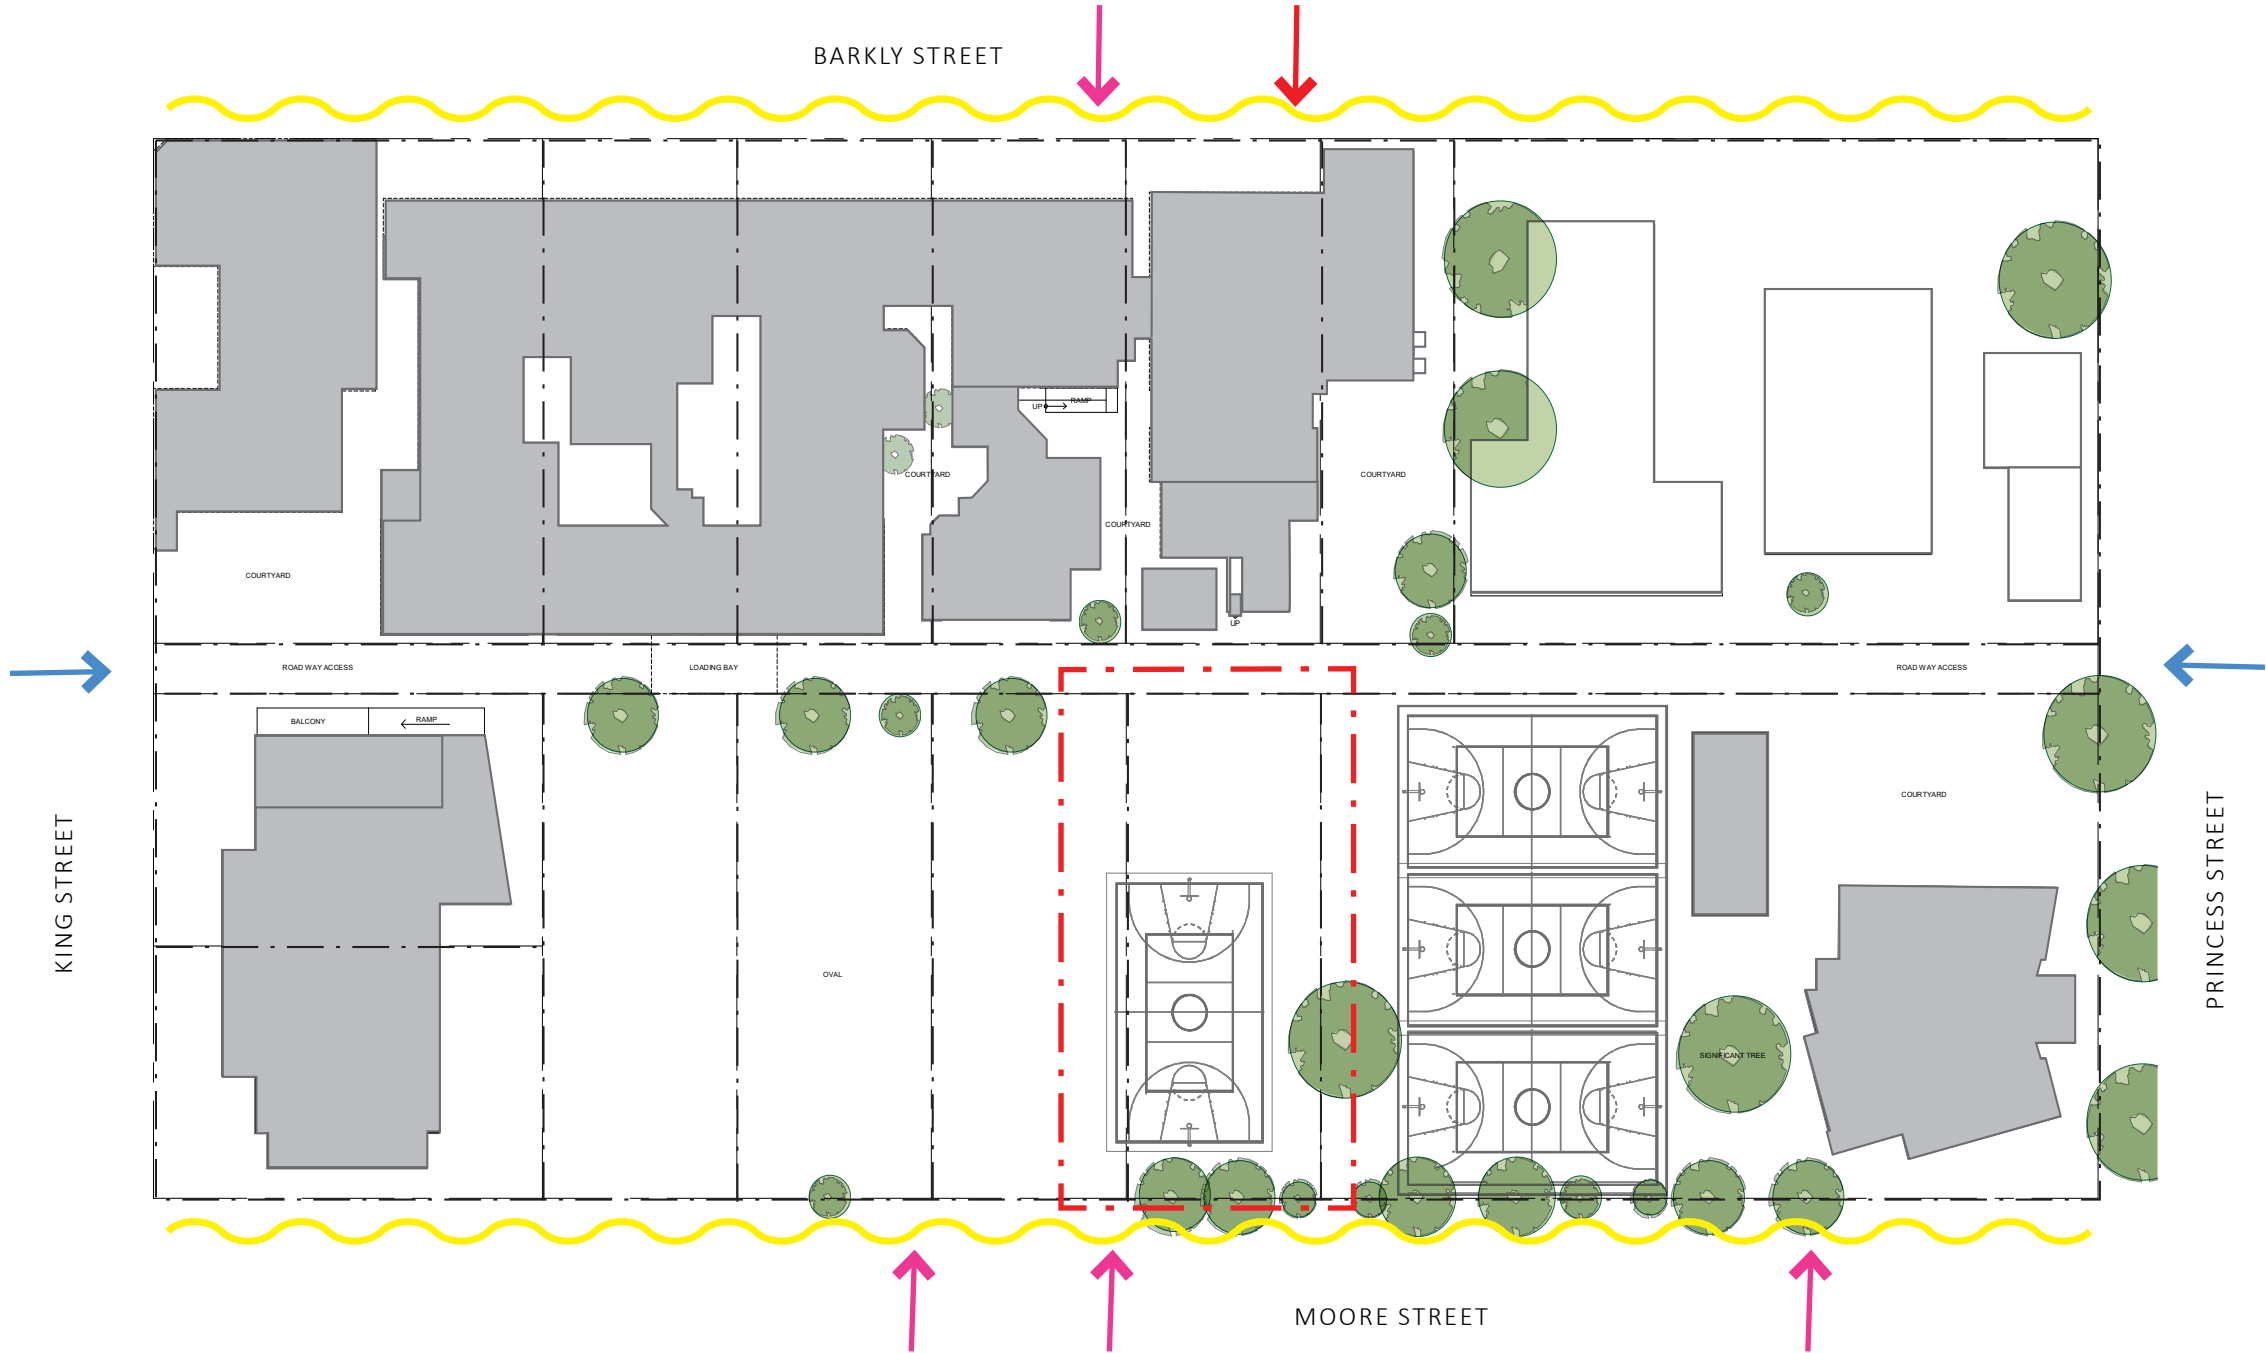 BARKLY STREET
UP
RAMP
COURTYARD
COURTYARD
COURTYARD
COURTYARD
UP
ROAD WAY ACCESS
LOADING BAY
ROAD WAY ACCESS
BALCONY
RAMP
COURTYARD
KING STREET
PRINCESS STREET
OVAL
SIGNIFICANT TREE
MOORE STREET